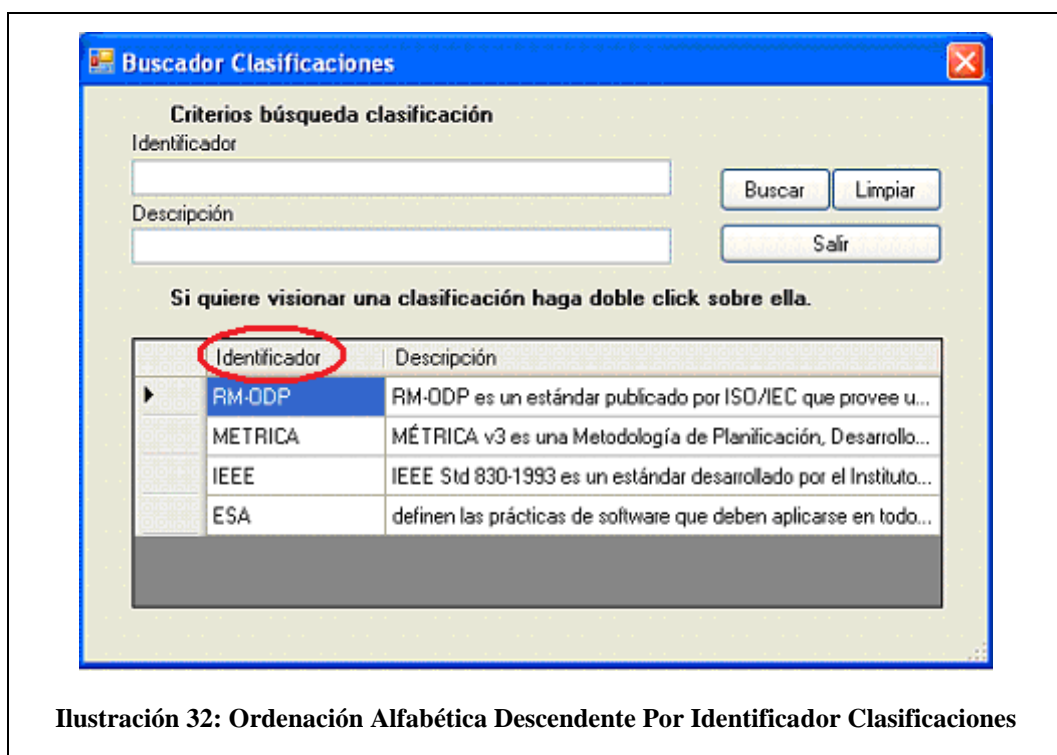 Buscador Clasificaciones
Criterios búsqueda clasificación
Identificador
Buscar Limpiar
Descripción
Salir
Si quiere visionar una clasificación haga doble click sobre ella.
Identificador Descripción
RM-ODP RM-ODP es un estándar publicado por ISO/IEC que provee u...
METRICA MÉTRICA v3 es una Metodología de Planificación, Desarrollo...
IEEE IEEE Std 830-1993 es un estándar desarrollado por el Instituto...
ESA definen las prácticas de software que deben aplicarse en todo...
Ilustración 32: Ordenación Alfabética Descendente Por Identificador Clasificaciones